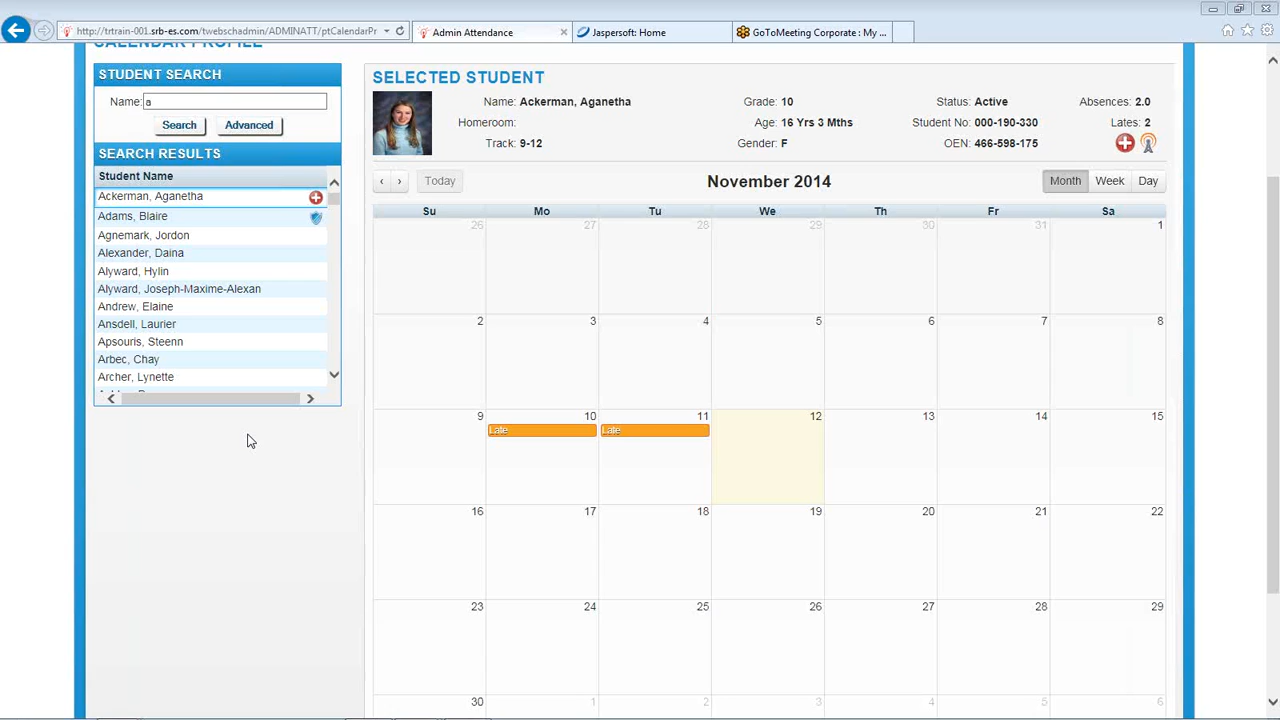 http://trtrain-001.srb-es.com/twebschadmin/ADMINATT/ptCalendarPr
Admin Attendance
Jaspersoft: Home
GoToMeeting Corporate : My ...
CALENDAR PROFILE
STUDENT SEARCH
Name: a
Search
Advanced
SEARCH RESULTS
Student Name
Ackerman, Aganetha
Adams, Blaire
Agnemark, Jordon
Alexander, Daina
Alyward, Hylin
Alyward, Joseph-Maxime-Alexan
Andrew, Elaine
Ansdell, Laurier
Apsouris, Steenn
Arbec, Chay
Archer, Lynette
SELECTED STUDENT
Name: Ackerman, Aganetha Grade: 10 Status: Active Absences: 2.0
Homeroom: Age: 16 Yrs 3 Mths Student No: 000-190-330 Lates: 2
Track: 9-12 Gender: F OEN: 466-598-175
‹ › Today November 2014 Month Week Day
Su Mo Tu We Th Fr Sa
26 27 28 29 30 31 1
2 3 4 5 6 7 8
9 10 11 12 13 14 15
Late Late
16 17 18 19 20 21 22
23 24 25 26 27 28 29
30 1 2 3 4 5 6